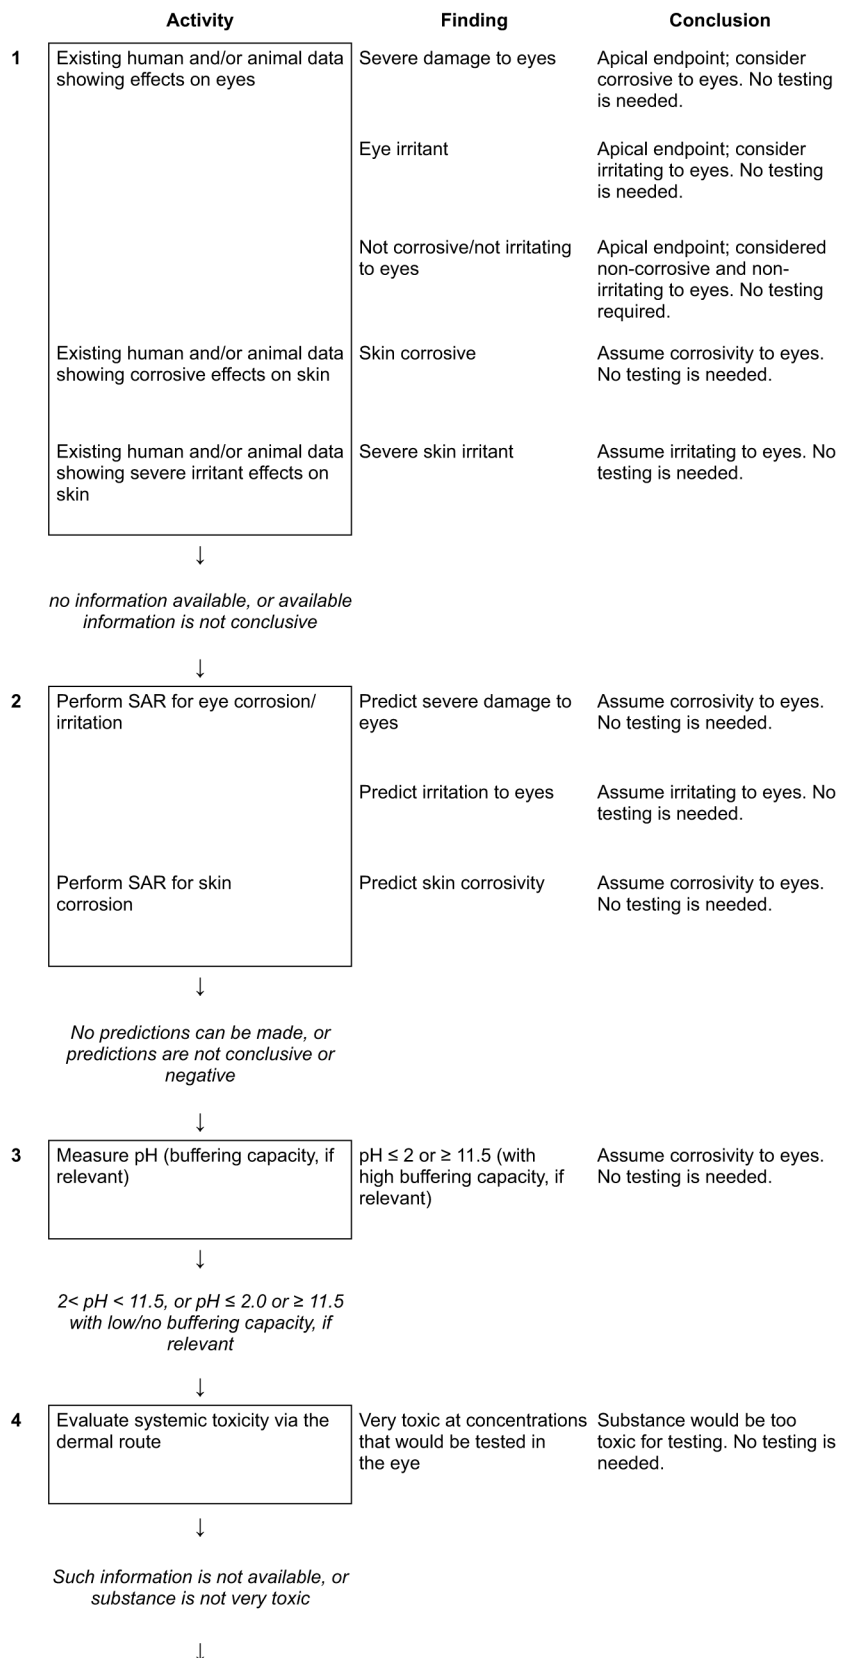 Activity Finding Conclusion
1 Existing human and/or animal data Severe damage to eyes Apical endpoint; consider
showing effects on eyes corrosive to eyes. No testing
is needed.
Eye irritant Apical endpoint; consider
irritating to eyes. No testing
is needed.
Not corrosive/not irritating Apical endpoint; considered
to eyes non-corrosive and non-
irritating to eyes. No testing
required.
Existing human and/or animal data Skin corrosive Assume corrosivity to eyes.
showing corrosive effects on skin No testing is needed.
Existing human and/or animal data Severe skin irritant Assume irritating to eyes. No
showing severe irritant effects on testing is needed.
skin
↓
no information available, or available
information is not conclusive
↓
2 Perform SAR for eye corrosion/ Predict severe damage to Assume corrosivity to eyes.
irritation eyes No testing is needed.
Predict irritation to eyes Assume irritating to eyes. No
testing is needed.
Perform SAR for skin Predict skin corrosivity Assume corrosivity to eyes.
corrosion No testing is needed.
↓
No predictions can be made, or
predictions are not conclusive or
negative
↓
3 Measure pH (buffering capacity, if pH ≤ 2 or ≥ 11.5 (with Assume corrosivity to eyes.
relevant) high buffering capacity, if No testing is needed.
relevant)
↓
2< pH < 11.5, or pH ≤ 2.0 or ≥ 11.5
with low/no buffering capacity, if
relevant
↓
4 Evaluate systemic toxicity via the Very toxic at concentrations Substance would be too
dermal route that would be tested in toxic for testing. No testing is
the eye needed.
↓
Such information is not available, or
substance is not very toxic
↓